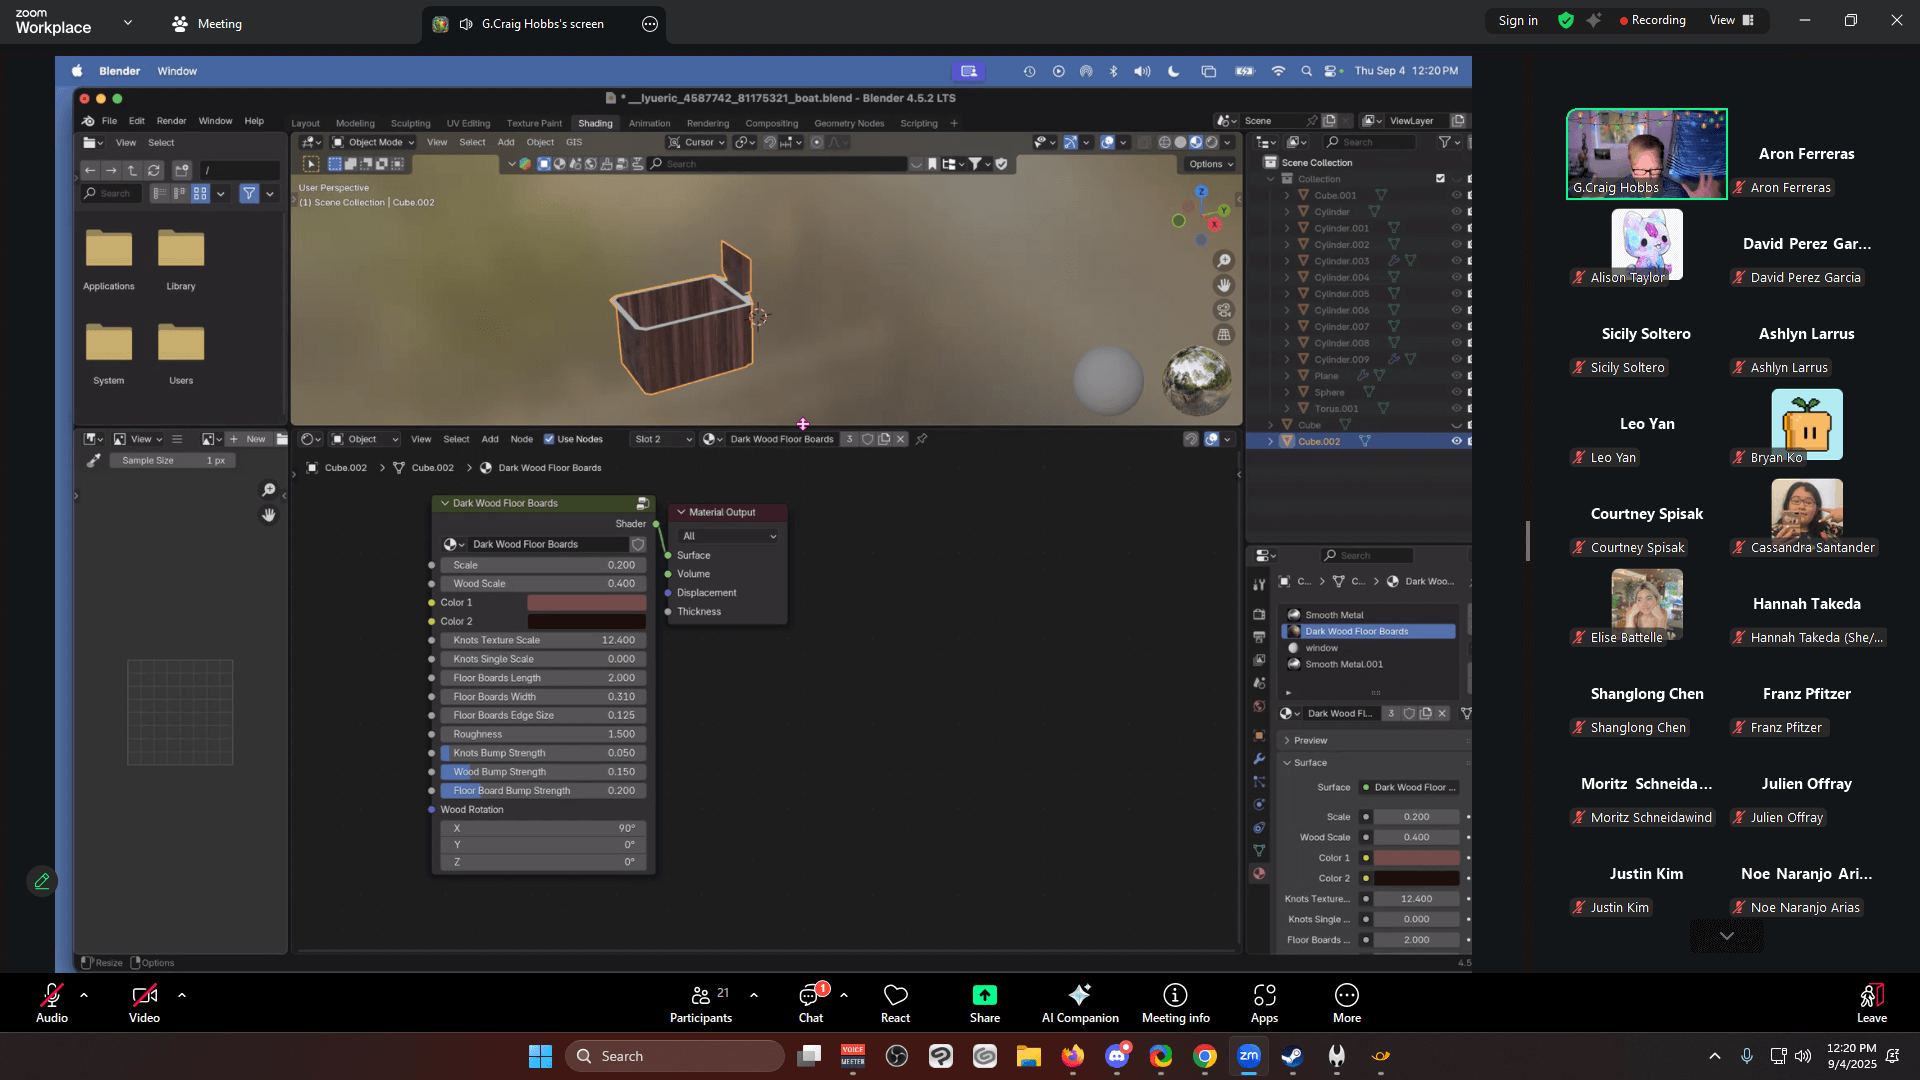 zoom
Workplace
Meeting
G.Craig Hobbs's screen
Sign in
Recording
View
Blender
Window
Thu Sep 4 12:20 PM
* __lyueric_4587742_81175321_boat.blend - Blender 4.5.2 LTS
File
Edit
Render
Window
Help
Layout
Modeling
Sculpting
UV Editing
Texture Paint
Shading
Animation
Rendering
Compositing
Geometry Nodes
Scripting
Scene
ViewLayer
View
Select
Object Mode
View
Select
Add
Object
GIS
Cursor
Search
/
Search
Search
Options
User Perspective
(1) Scene Collection | Cube.002
Z
Y
X
Applications
Library
System
Users
Scene Collection
Collection
Cube.001
Cylinder
Cylinder.001
Cylinder.002
Cylinder.003
Cylinder.004
Cylinder.005
Cylinder.006
Cylinder.007
Cylinder.008
Cylinder.009
Plane
Sphere
Torus.001
Cube
Cube.002
View
New
Sample Size 1 px
Object
View
Select
Add
Node
Use Nodes
Slot 2
Dark Wood Floor Boards
3
Cube.002
Cube.002
Dark Wood Floor Boards
Dark Wood Floor Boards
Shader
Dark Wood Floor Boards
Scale 0.200
Wood Scale 0.400
Color 1
Color 2
Knots Texture Scale 12.400
Knots Single Scale 0.000
Floor Boards Length 2.000
Floor Boards Width 0.310
Floor Boards Edge Size 0.125
Roughness 1.500
Knots Bump Strength 0.050
Wood Bump Strength 0.150
Floor Board Bump Strength 0.200
Wood Rotation
X 90°
Y 0°
Z 0°
Material Output
All
Surface
Volume
Displacement
Thickness
Search
C... > C... > Dark Woo...
Smooth Metal
Dark Wood Floor Boards
window
Smooth Metal.001
Dark Wood Fl...
3
Preview
Surface
Surface Dark Wood Floor ...
Scale 0.200
Wood Scale 0.400
Color 1
Color 2
Knots Texture... 12.400
Knots Single ... 0.000
Floor Boards ... 2.000
Resize
Options
4.5
G.Craig Hobbs
Aron Ferreras
Aron Ferreras
Alison Taylor
David Perez Gar...
David Perez Garcia
Sicily Soltero
Sicily Soltero
Ashlyn Larrus
Ashlyn Larrus
Leo Yan
Leo Yan
Bryan Ko
Courtney Spisak
Courtney Spisak
Cassandra Santander
Elise Battelle
Hannah Takeda
Hannah Takeda (She/...
Shanglong Chen
Shanglong Chen
Franz Pfitzer
Franz Pfitzer
Moritz Schneida...
Moritz Schneidawind
Julien Offray
Julien Offray
Justin Kim
Justin Kim
Noe Naranjo Ari...
Noe Naranjo Arias
Audio
Video
21
Participants
1
Chat
React
Share
AI Companion
Meeting info
Apps
More
Leave
Search
VOICE
MEETER
zm
12:20 PM
9/4/2025